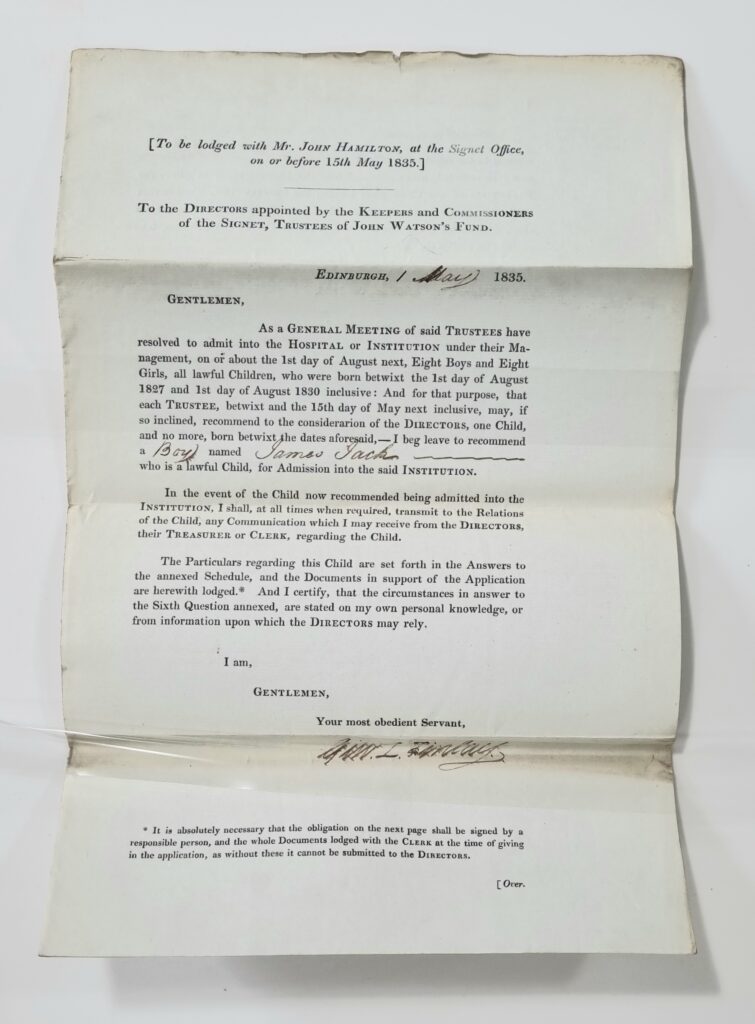 [To be lodged with Mr. John Hamilton, at the Signet Office,
on or before 15th May 1835.]
To the Directors appointed by the Keepers and Commissioners
of the Signet, Trustees of John Watson's Fund.
Edinburgh, 1 May 1835.
Gentlemen,
As a General Meeting of said Trustees have
resolved to admit into the Hospital or Institution under their Ma-
nagement, on or about the 1st day of August next, Eight Boys and Eight
Girls, all lawful Children, who were born betwixt the 1st day of August
1827 and 1st day of August 1830 inclusive: And for that purpose, that
each Trustee, betwixt and the 15th day of May next inclusive, may, if
so inclined, recommend to the consideration of the Directors, one Child,
and no more, born betwixt the dates aforesaid,—I beg leave to recommend
a Boy named James Jack
who is a lawful Child, for Admission into the said Institution.
In the event of the Child now recommended being admitted into the
Institution, I shall, at all times when required, transmit to the Relations
of the Child, any Communication which I may receive from the Directors,
their Treasurer or Clerk, regarding the Child.
The Particulars regarding this Child are set forth in the Answers to
the annexed Schedule, and the Documents in support of the Application
are herewith lodged.* And I certify, that the circumstances in answer to
the Sixth Question annexed, are stated on my own personal knowledge, or
from information upon which the Directors may rely.
I am,
Gentlemen,
Your most obedient Servant,
L.
* It is absolutely necessary that the obligation on the next page shall be signed by a
responsible person, and the whole Documents lodged with the Clerk at the time of giving
in the application, as without these it cannot be submitted to the Directors.
[Over.